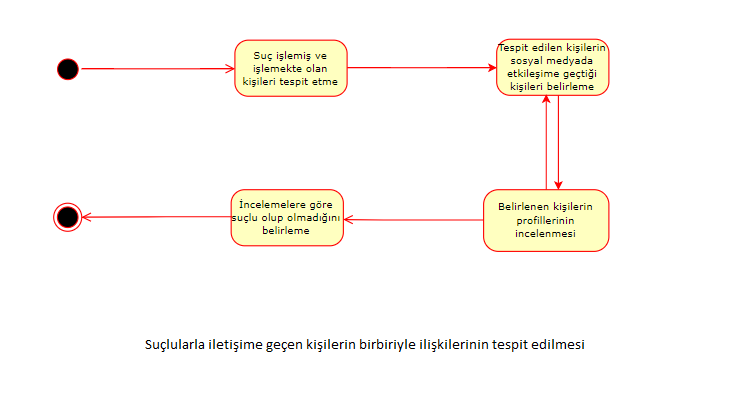 Suç işlemiş ve
işlemekte olan
kişileri tespit etme
Tespit edilen kişilerin
sosyal medyada
etkileşime geçtiği
kişileri belirleme
Belirlenen kişilerin
profillerinin
incelenmesi
İncelemelere göre
suçlu olup olmadığını
belirleme
Suçlularla iletişime geçen kişilerin birbiriyle ilişkilerinin tespit edilmesi